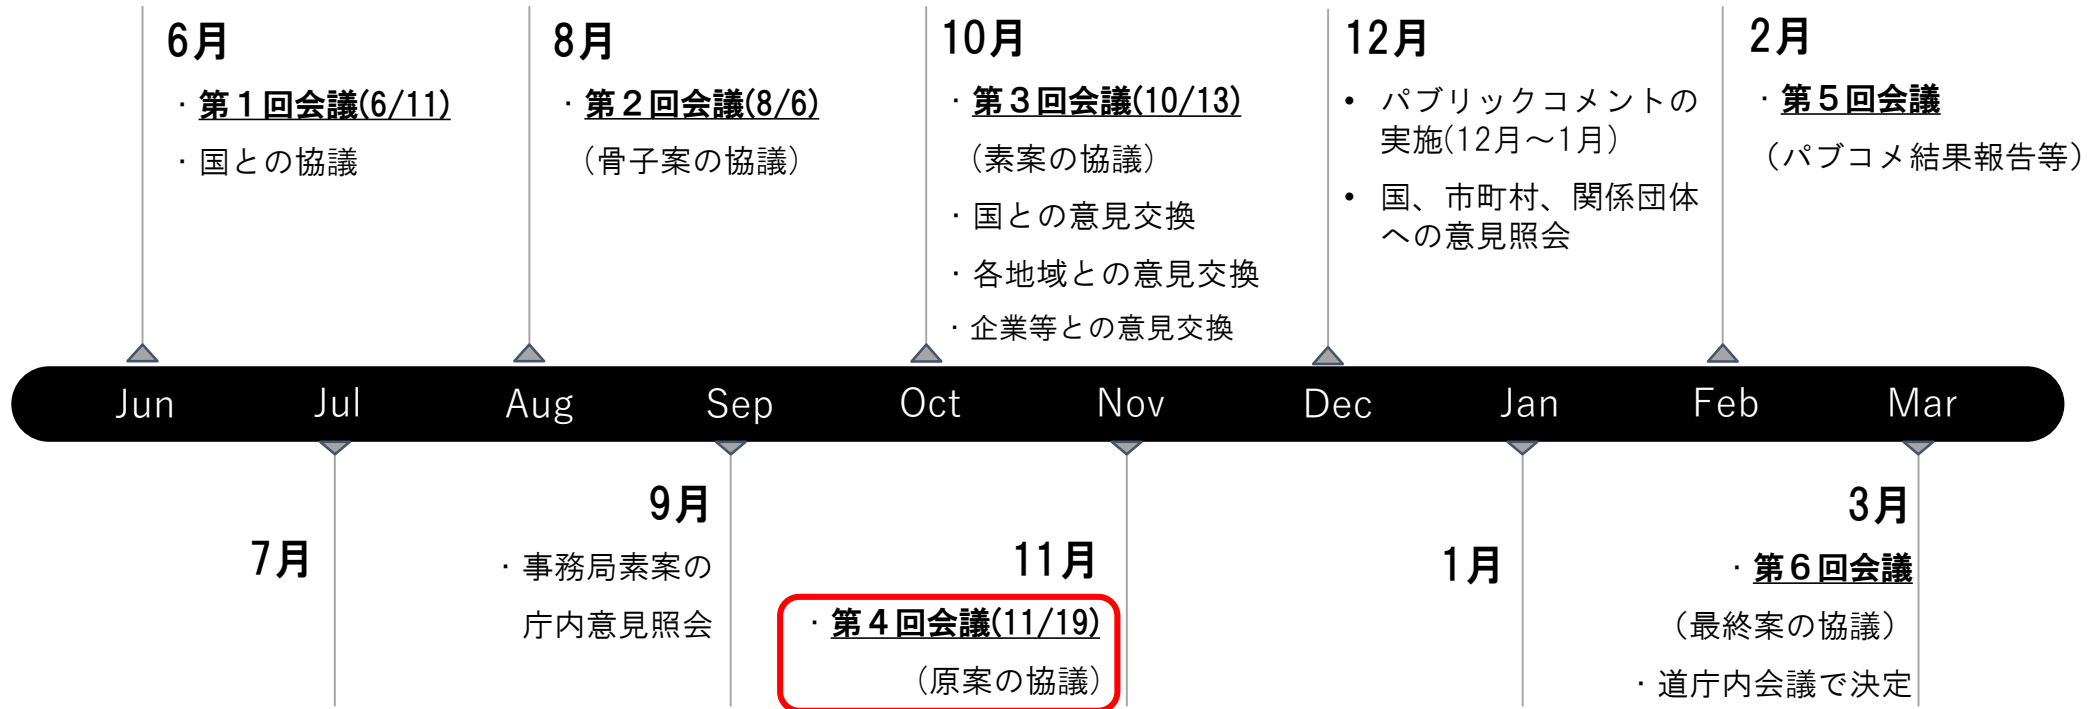 6月
・第1回会議(6/11)
・国との協議
8月
・第2回会議(8/6)
（骨子案の協議）
10月
・第3回会議(10/13)
（素案の協議）
・国との意見交換
・各地域との意見交換
・企業等との意見交換
12月
• パブリックコメントの
実施(12月～1月)
• 国、市町村、関係団体
への意見照会
2月
・第5回会議
（パブコメ結果報告等）
Jun Jul Aug Sep Oct Nov Dec Jan Feb Mar
7月
9月
・事務局素案の
庁内意見照会
11月
・第4回会議(11/19)
（原案の協議）
1月
3月
・第6回会議
（最終案の協議）
・道庁内会議で決定